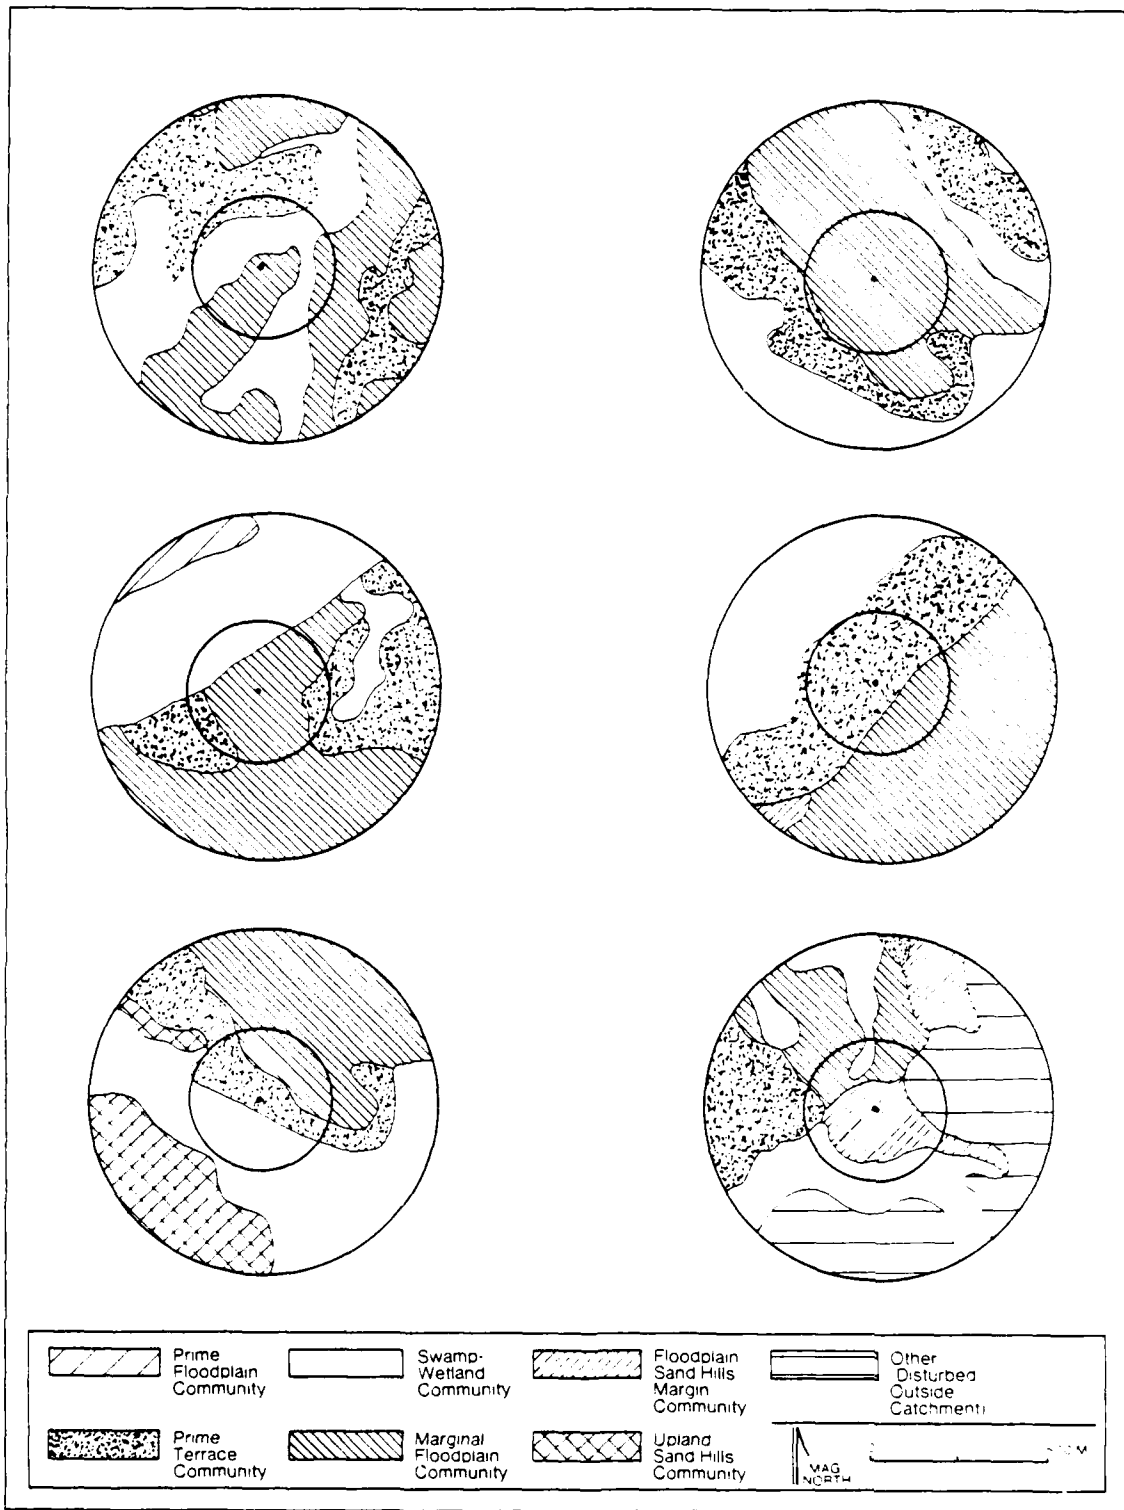 Prime
Floodplain
Community
Swamp-
Wetland
Community
Floodplain
Sand Hills
Margin
Community
Other
Disturbed
Outside
Catchment)
Prime
Terrace
Community
Marginal
Floodplain
Community
Upland
Sand Hills
Community
MAG
NORTH
M